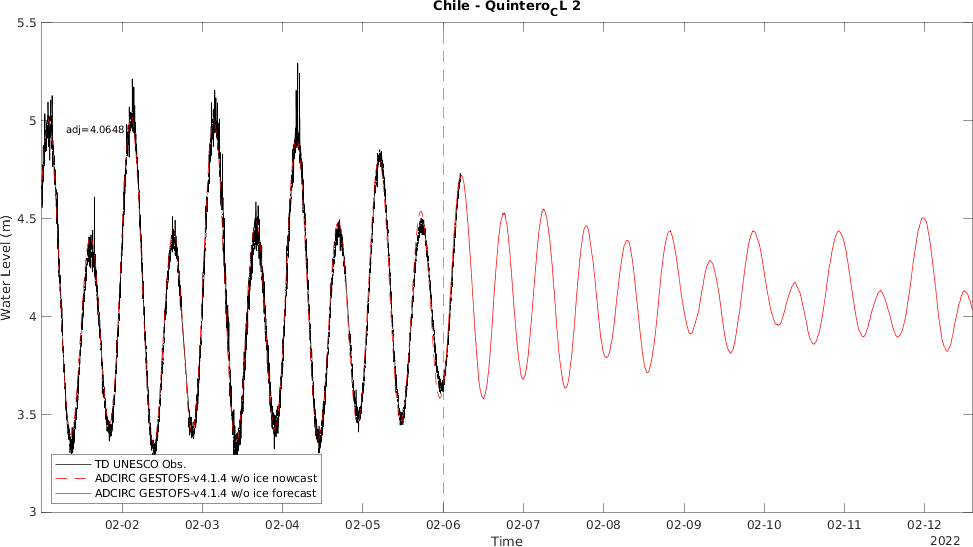 Chile - Quintero_CL 2
5.5
5
4.5
4
3.5
3
Water Level (m)
adj=4.0648
TD UNESCO Obs.
ADCIRC GESTOFS-v4.1.4 w/o ice nowcast
ADCIRC GESTOFS-v4.1.4 w/o ice forecast
02-02 02-03 02-04 02-05 02-06 02-07 02-08 02-09 02-10 02-11 02-12
Time
2022